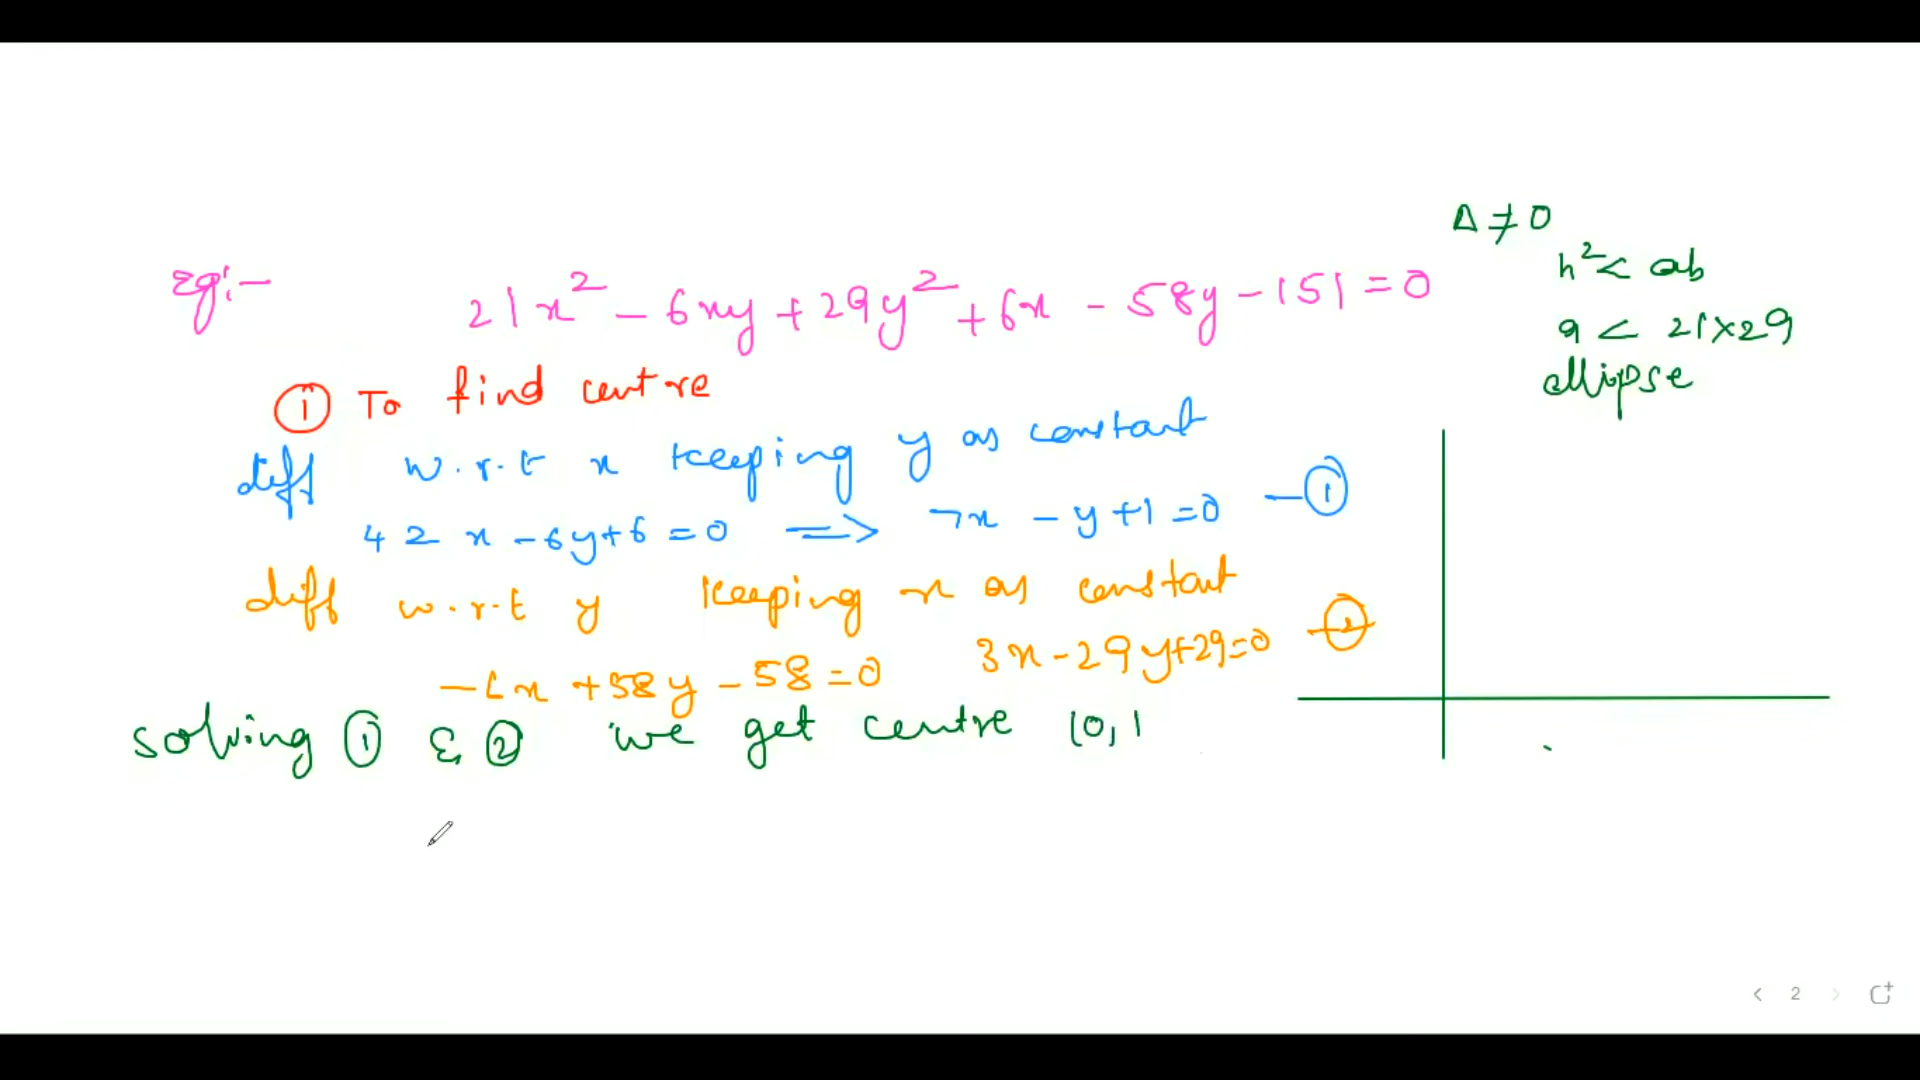 Eg:-
21x² - 6xy + 29y² + 6x - 58y - 151 = 0
Δ ≠ 0
h² < ab
9 < 21×29
ellipse
① To find centre
diff w.r.t x keeping y as constant
42x - 6y + 6 = 0 => 7x - y + 1 = 0 —①
diff w.r.t y keeping x as constant
-6x + 58y - 58 = 0 3x - 29y + 29 = 0 —②
solving ① & ② we get centre (0,1
2